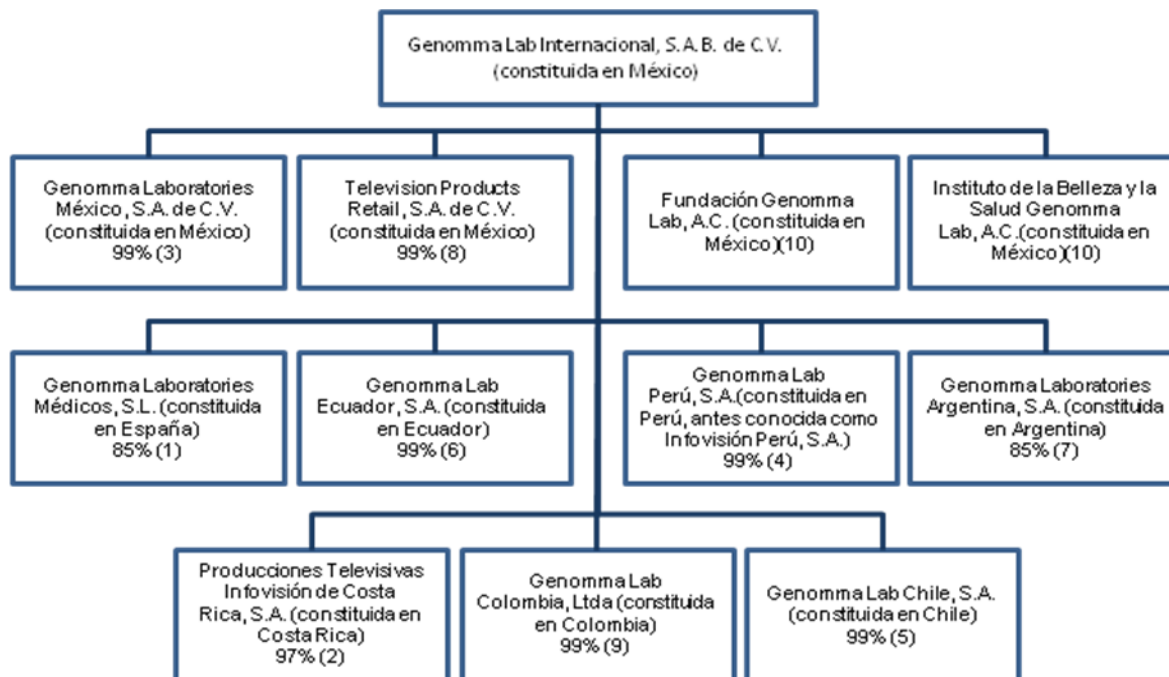 Genomma Lab Internacional, S.A.B. de C.V.
(constituida en México)
Genomma Laboratories
México, S.A. de C.V.
(constituida en México)
99% (3)
Television Products
Retail, S.A. de C.V.
(constituida en México)
99% (8)
Fundación Genomma
Lab, A.C. (constituida en
México)(10)
Instituto de la Belleza y la
Salud Genomma
Lab, A.C.(constituida en
México)(10)
Genomma Laboratories
Médicos, S.L. (constituida
en España)
85% (1)
Genomma Lab
Ecuador, S.A. (constituida
en Ecuador)
99% (6)
Genomma Lab
Perú, S.A.(constituida en
Perú, antes conocida como
Infovisión Perú, S.A.)
99% (4)
Genomma Laboratories
Argentina, S.A. (constituida
en Argentina)
85% (7)
Producciones Televisivas
Infovisión de Costa
Rica, S.A. (constituida en
Costa Rica)
97% (2)
Genomma Lab
Colombia, Ltda (constituida
en Colombia)
99% (9)
Genomma Lab Chile, S.A.
(constituida en Chile)
99% (5)